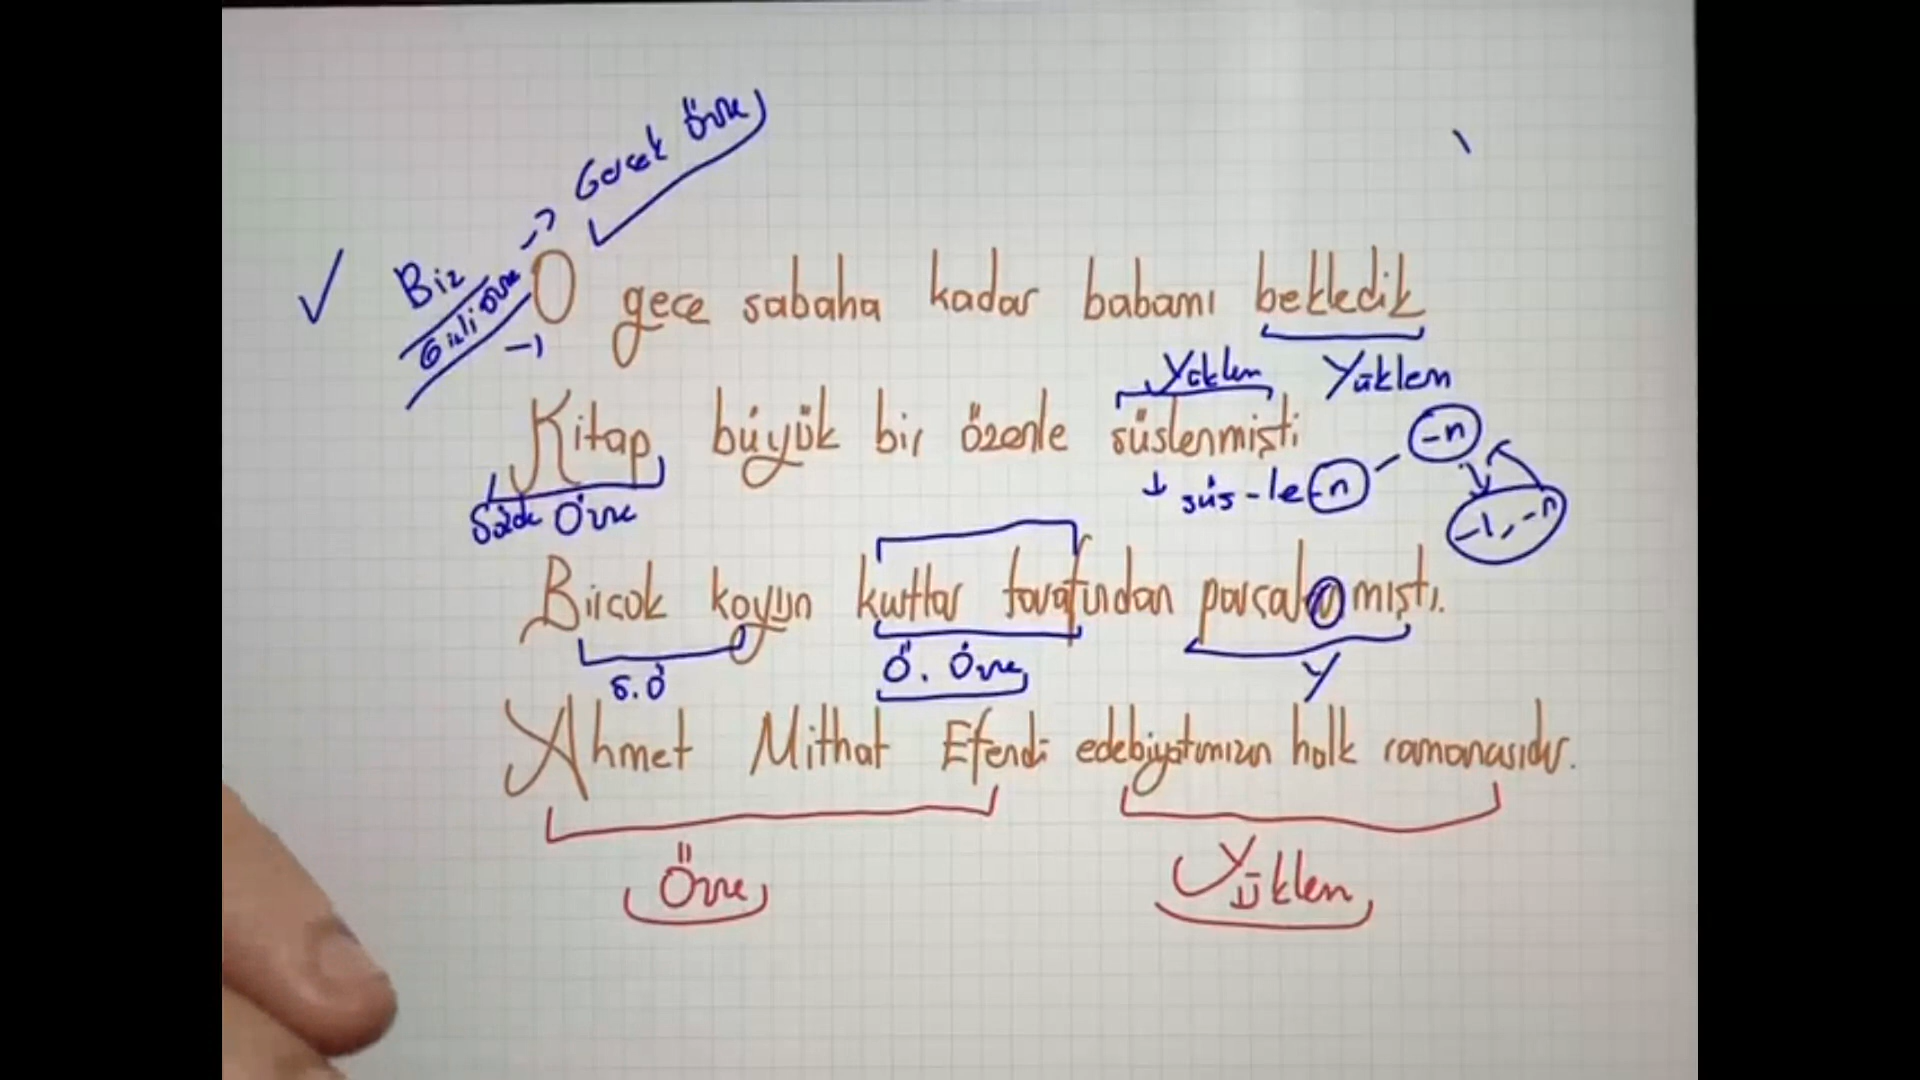 Gerçek Özne
Biz
Gizli özne
O gece sabaha kadar babamı bekledik
Yüklem
Yüklem
Kitap büyük bir özenle süslenmişti
-n
süs-le-n
-l, -n
Sözde Özne
Birçok koyun kurtlar tarafından parçalanmıştı.
S.Ö
Ö. Özne
Y
Ahmet Mithat Efendi edebiyatımızın halk romancısıdır.
Özne
Yüklem